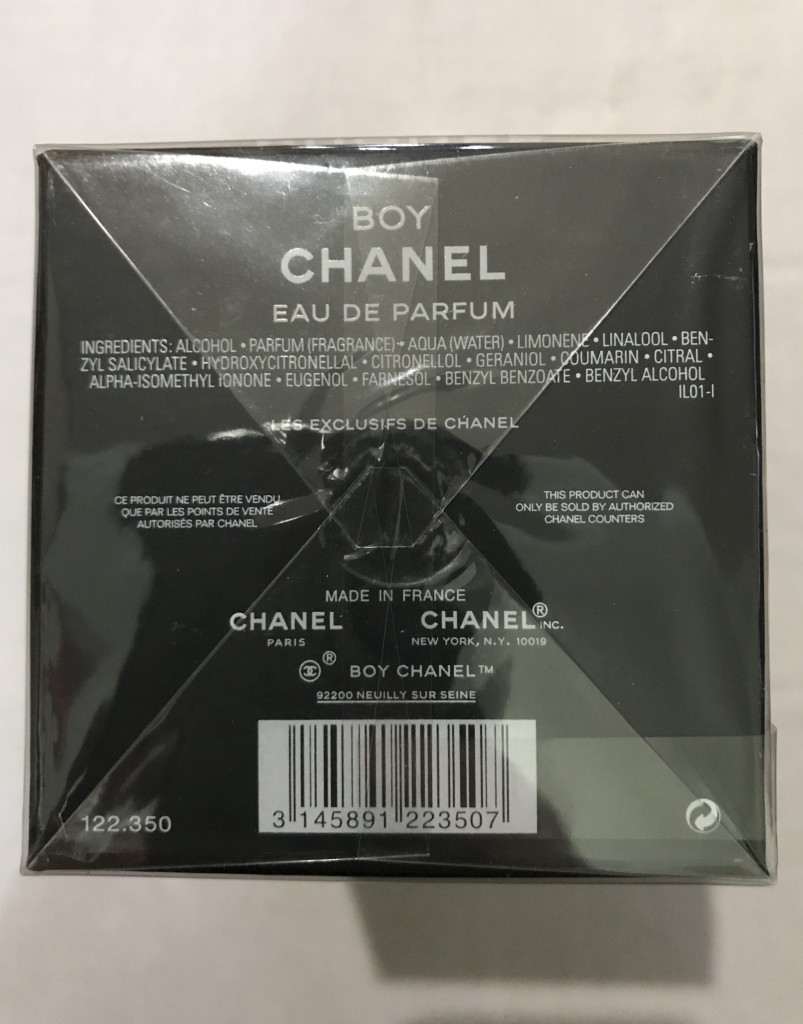 BOY
CHANEL
EAU DE PARFUM
INGREDIENTS: ALCOHOL • PARFUM (FRAGRANCE) • AQUA (WATER) • LIMONENE • LINALOOL • BEN-
ZYL SALICYLATE • HYDROXYCITRONELLAL • CITRONELLOL • GERANIOL • COUMARIN • CITRAL •
ALPHA-ISOMETHYL IONONE • EUGENOL • FARNESOL • BENZYL BENZOATE • BENZYL ALCOHOL
IL01-I
LES EXCLUSIFS DE CHANEL
CE PRODUIT NE PEUT ÊTRE VENDU
QUE PAR LES POINTS DE VENTE
AUTORISÉS PAR CHANEL
THIS PRODUCT CAN
ONLY BE SOLD BY AUTHORIZED
CHANEL COUNTERS
MADE IN FRANCE
CHANEL
PARIS
CHANEL® INC.
NEW YORK, N.Y. 10019
® BOY CHANEL™
92200 NEUILLY SUR SEINE
122.350
3 145891 223507